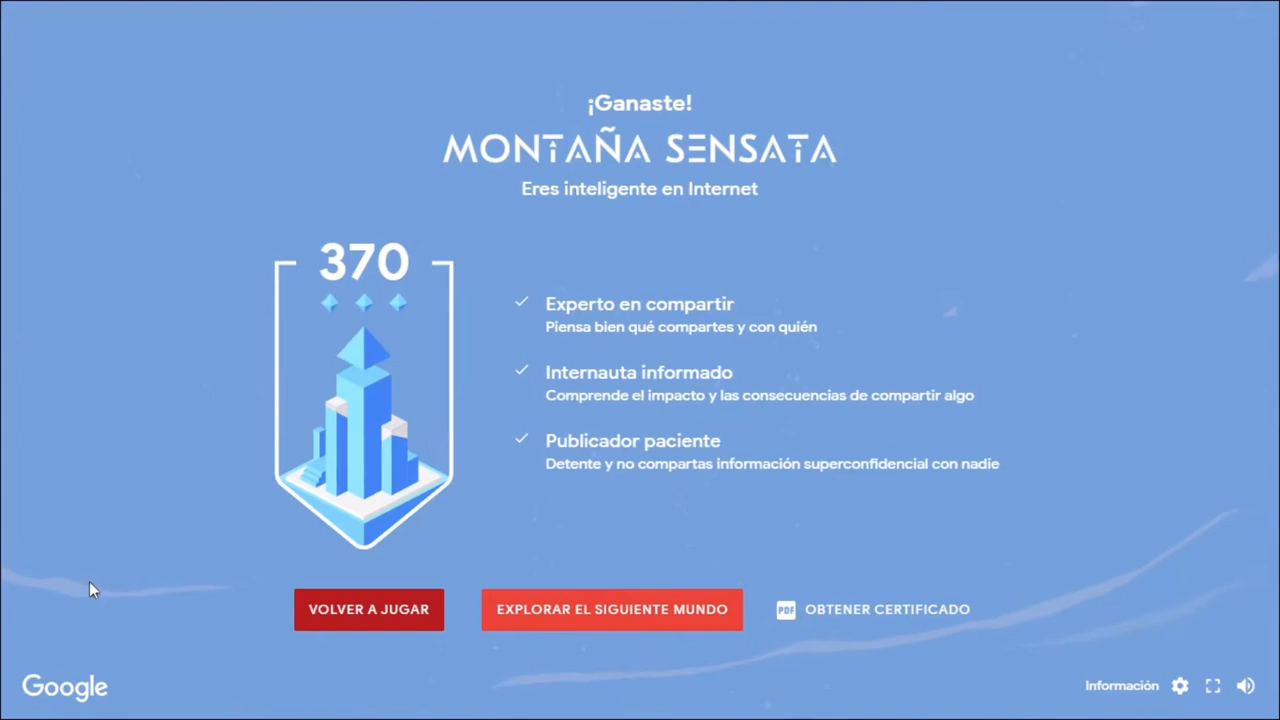 ¡Ganaste!
MONTAÑA SENSATA
Eres inteligente en Internet
370
Experto en compartir
Piensa bien qué compartes y con quién
Internauta informado
Comprende el impacto y las consecuencias de compartir algo
Publicador paciente
Detente y no compartas información superconfidencial con nadie
VOLVER A JUGAR
EXPLORAR EL SIGUIENTE MUNDO
PDF OBTENER CERTIFICADO
Google
Información